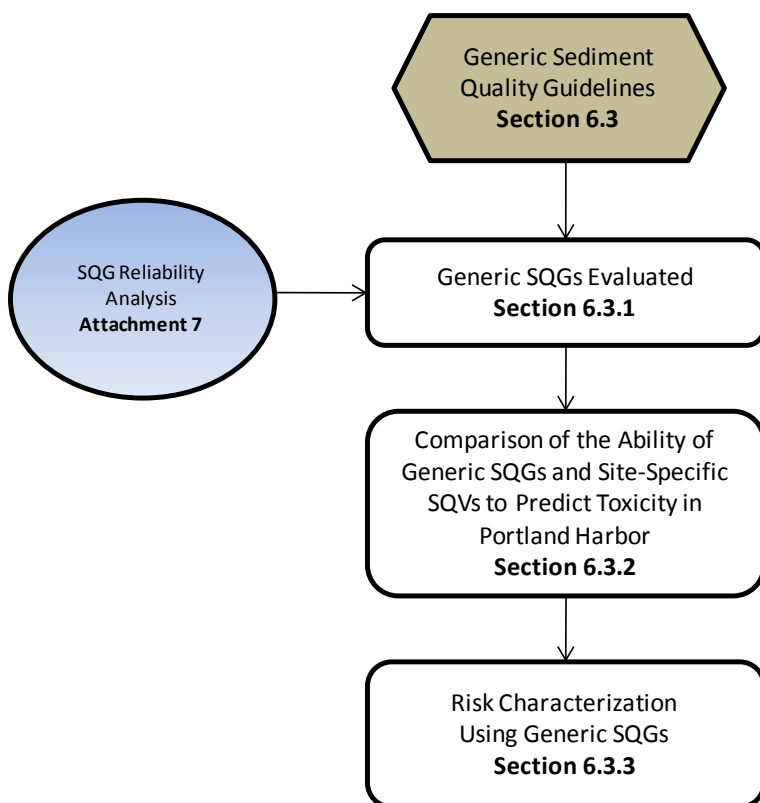 Generic Sediment
Quality Guidelines
Section 6.3
SQG Reliability
Analysis
Attachment 7
Generic SQGs Evaluated
Section 6.3.1
Comparison of the Ability of
Generic SQGs and Site-Specific
SQVs to Predict Toxicity in
Portland Harbor
Section 6.3.2
Risk Characterization
Using Generic SQGs
Section 6.3.3